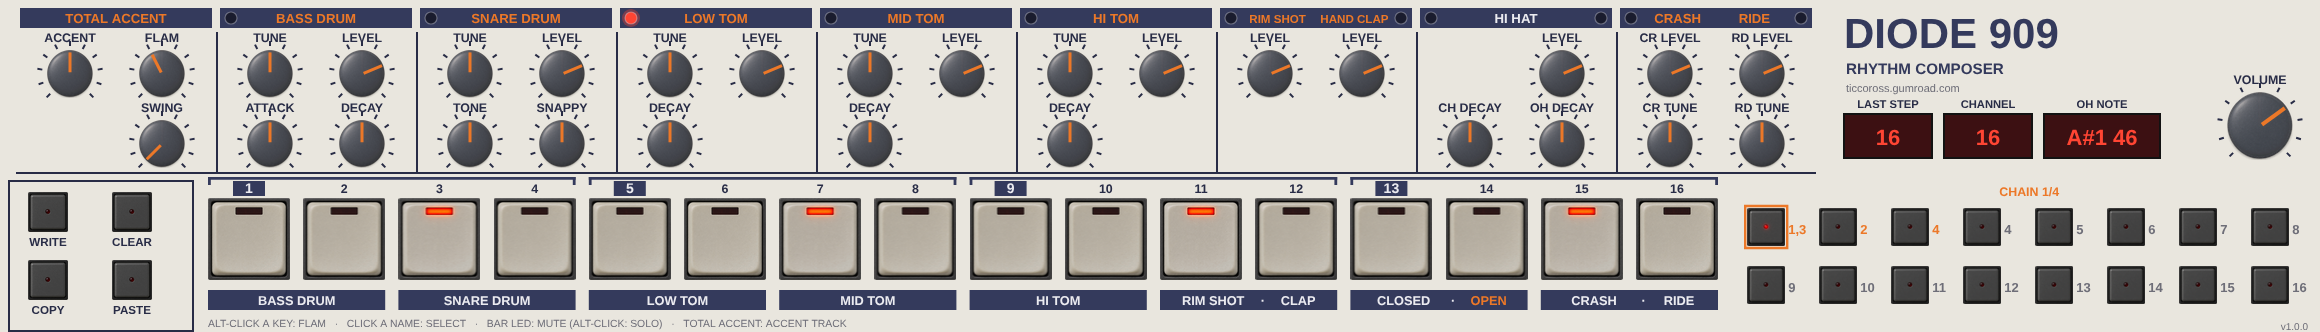 TOTAL ACCENT BASS DRUM SNARE DRUM LOW TOM MID TOM HI TOM RIM SHOT HAND CLAP HI HAT CRASH RIDE
DIODE 909
ACCENT FLAM TUNE LEVEL TUNE LEVEL TUNE LEVEL TUNE LEVEL TUNE LEVEL LEVEL LEVEL LEVEL CR LEVEL RD LEVEL
RHYTHM COMPOSER
ticcoross.gumroad.com
VOLUME
SWING ATTACK DECAY TONE SNAPPY DECAY DECAY DECAY CH DECAY OH DECAY CR TUNE RD TUNE
LAST STEP CHANNEL OH NOTE
16 16 A#1 46
1 2 3 4 5 6 7 8 9 10 11 12 13 14 15 16
CHAIN 1/4
WRITE CLEAR
1,3 2 4 4 5 6 7 8
9 10 11 12 13 14 15 16
COPY PASTE
BASS DRUM SNARE DRUM LOW TOM MID TOM HI TOM RIM SHOT · CLAP CLOSED · OPEN CRASH · RIDE
ALT-CLICK A KEY: FLAM · CLICK A NAME: SELECT · BAR LED: MUTE (ALT-CLICK: SOLO) · TOTAL ACCENT: ACCENT TRACK
v1.0.0